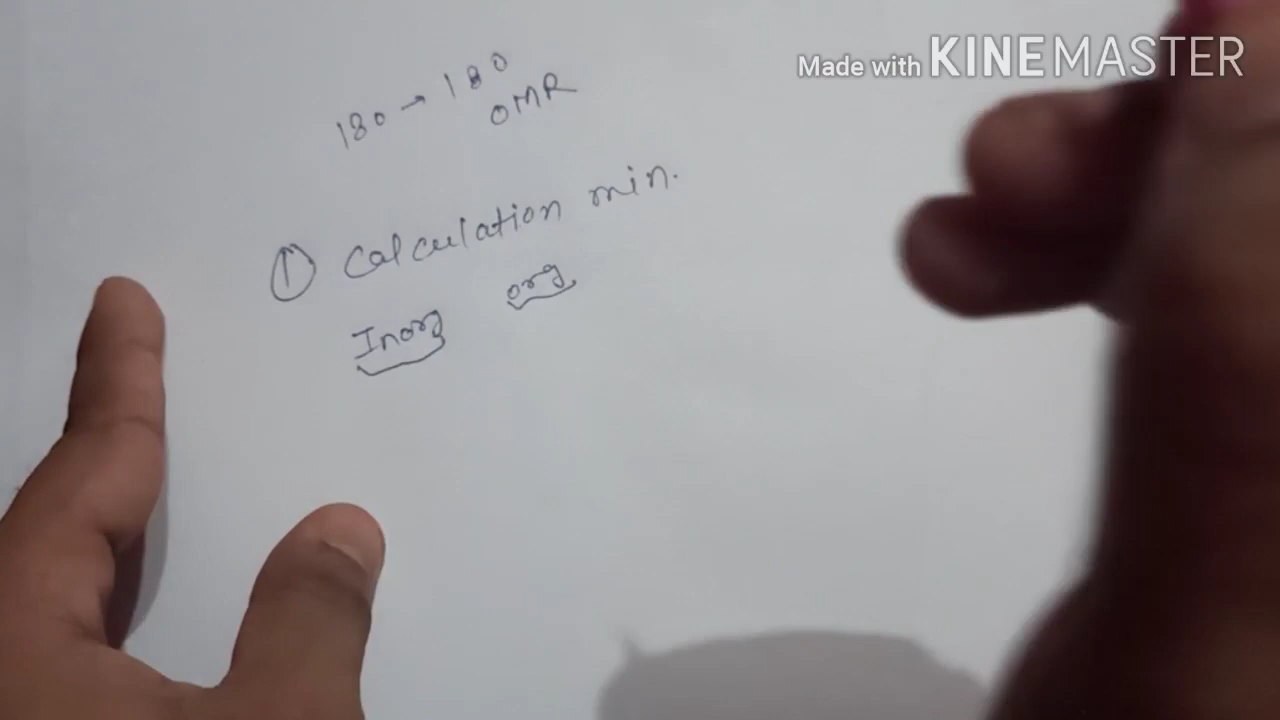 Made with KINEMASTER
180 → 180
OMR
① Calculation min.
Inorg org